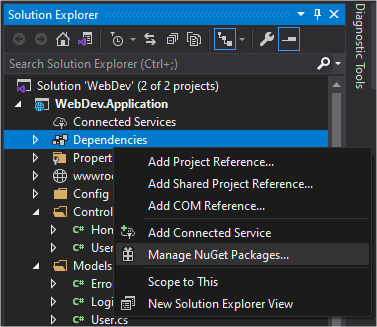 Solution Explorer
Search Solution Explorer (Ctrl+;)
Solution 'WebDev' (2 of 2 projects)
WebDev.Application
Connected Services
Dependencies
Propert
wwwro
Config
Control
C# Hom
C# User
Models
C# Erro
C# Logi
C# User.cs
Add Project Reference...
Add Shared Project Reference...
Add COM Reference...
Add Connected Service
Manage NuGet Packages...
Scope to This
New Solution Explorer View
Diagnostic Tools